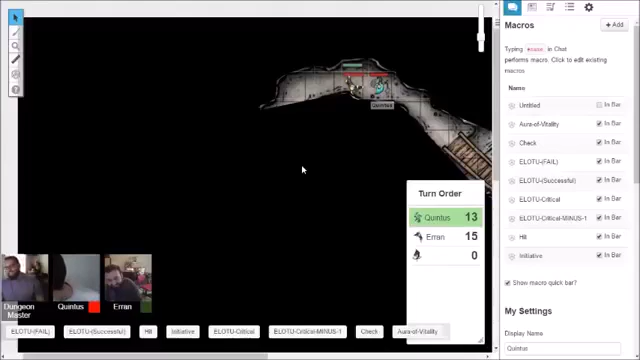 Macros
+ Add
Typing #macro in Chat
performs macro. Click to edit existing
macros
Name
Untitled In Bar
Aura-of-Vitality In Bar
Check In Bar
ELOTU-(FAIL) In Bar
ELOTU-(Successful) In Bar
ELOTU-Critical In Bar
ELOTU-Critical-MINUS-1 In Bar
Hit In Bar
Initiative In Bar
Show macro quick bar?
My Settings
Display Name
Quintus
Quintus
Turn Order
Quintus 13
Erran 15
0
Dungeon
Master
Quintus
Erran
ELOTU-(FAIL) ELOTU-(Successful) Hit Initiative ELOTU-Critical ELOTU-Critical-MINUS-1 Check Aura-of-Vitality